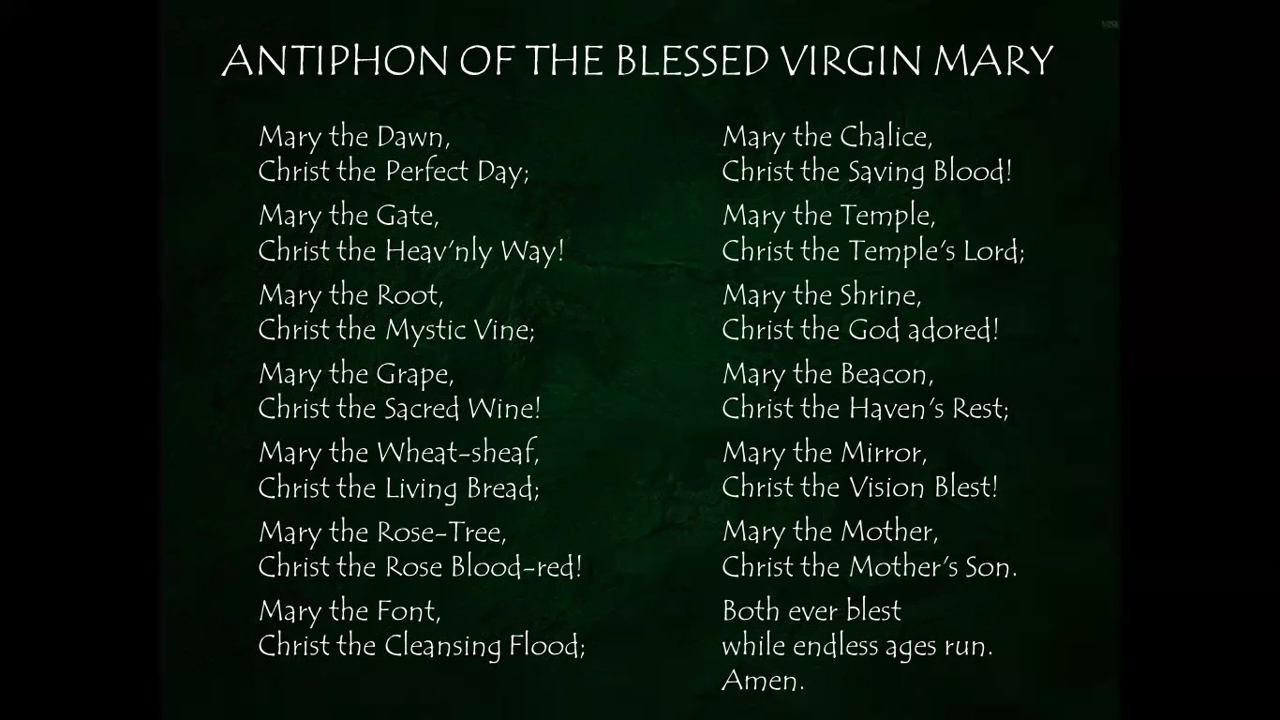 ANTIPHON OF THE BLESSED VIRGIN MARY
Mary the Dawn,
Christ the Perfect Day;
Mary the Gate,
Christ the Heav'nly Way!
Mary the Root,
Christ the Mystic Vine;
Mary the Grape,
Christ the Sacred Wine!
Mary the Wheat-sheaf,
Christ the Living Bread;
Mary the Rose-Tree,
Christ the Rose Blood-red!
Mary the Font,
Christ the Cleansing Flood;
Mary the Chalice,
Christ the Saving Blood!
Mary the Temple,
Christ the Temple's Lord;
Mary the Shrine,
Christ the God adored!
Mary the Beacon,
Christ the Haven's Rest;
Mary the Mirror,
Christ the Vision Blest!
Mary the Mother,
Christ the Mother's Son.
Both ever blest
while endless ages run.
Amen.